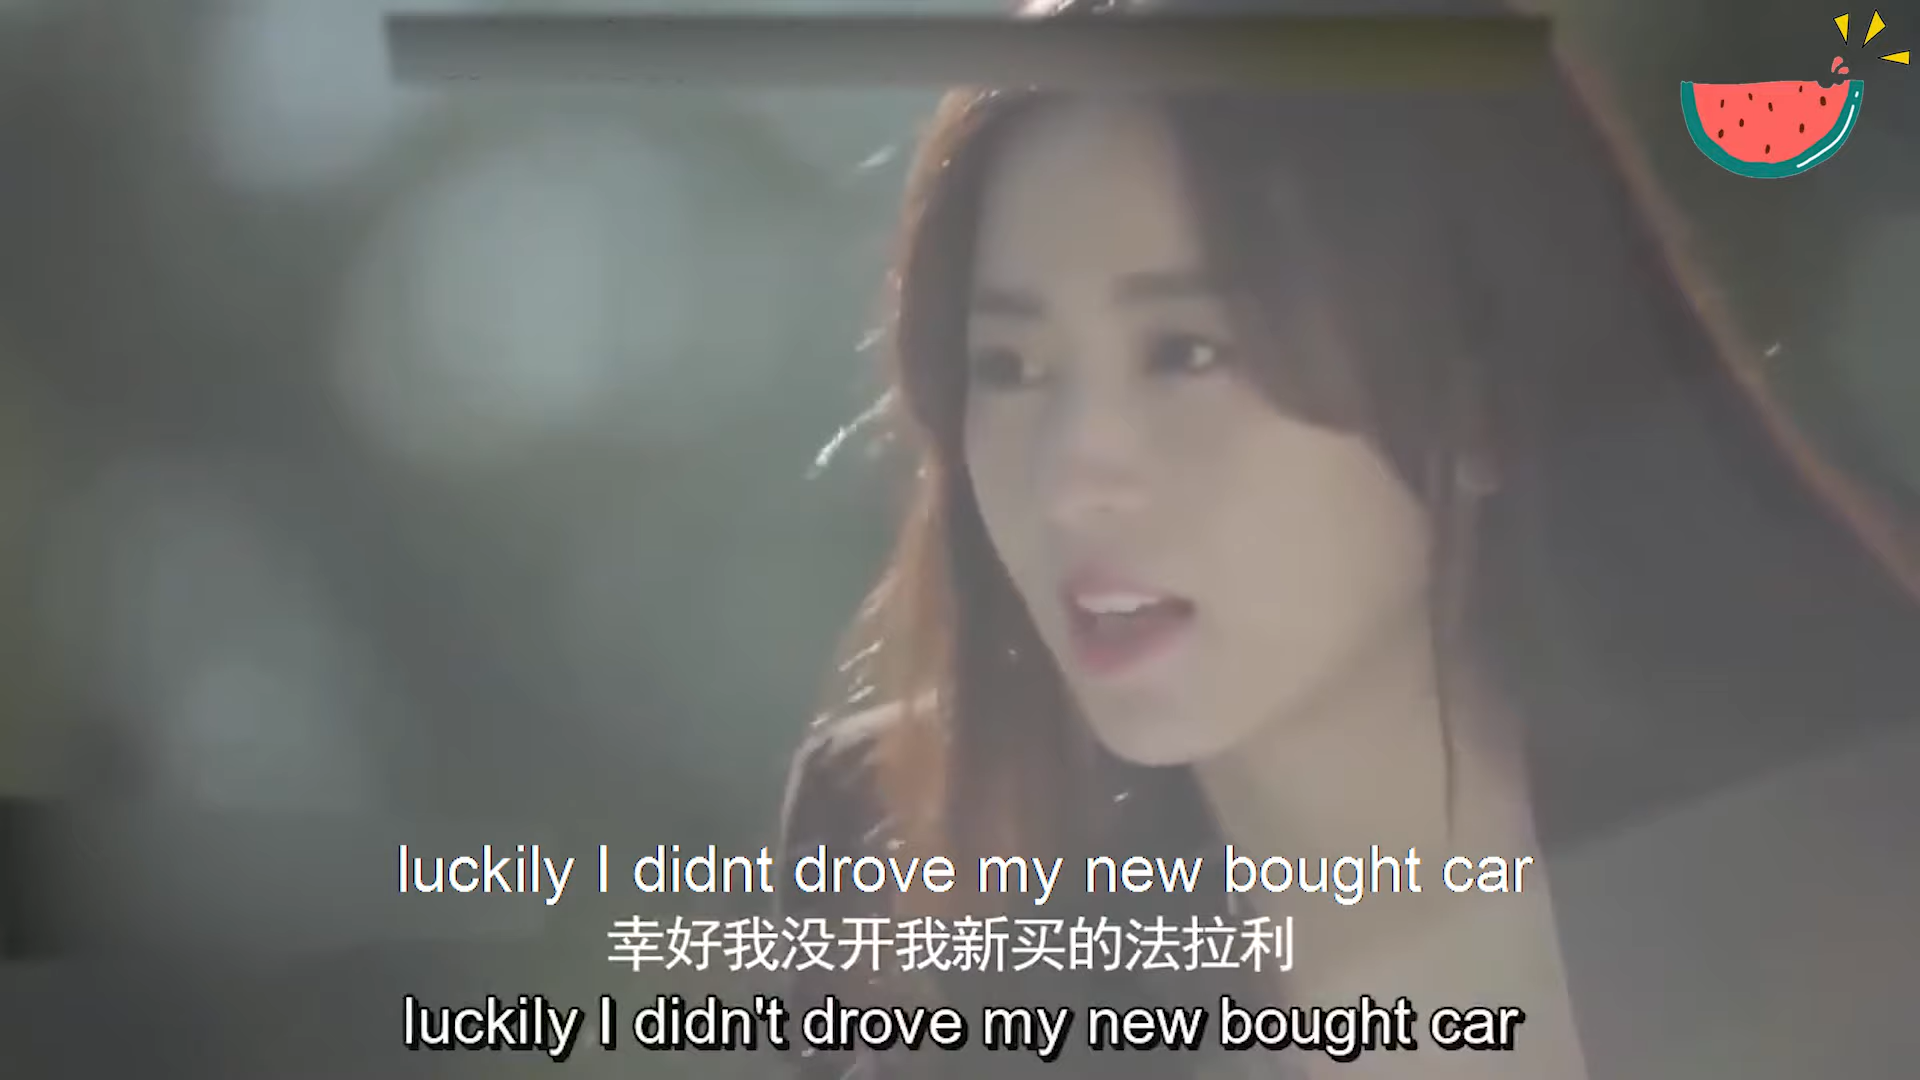 luckily I didnt drove my new bought car
幸好我没开我新买的法拉利
luckily I didn't drove my new bought car